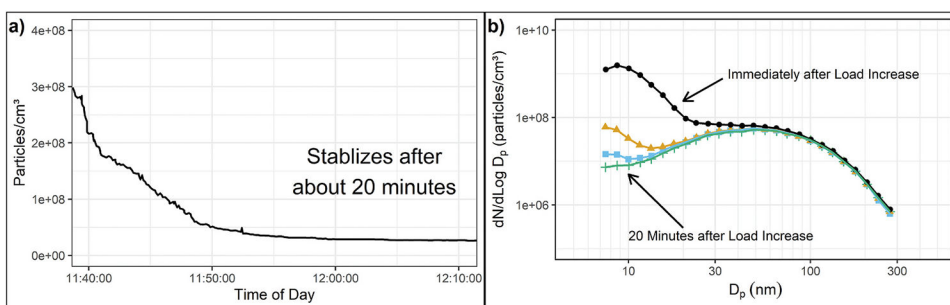 a)
4e+08
3e+08
2e+08
1e+08
0e+00
Particles/cm³
Stablizes after
about 20 minutes
11:40:00
11:50:00
12:00:00
12:10:00
Time of Day
b)
1e+10
1e+08
1e+06
dN/dLog Dp (particles/cm³)
Immediately after Load Increase
20 Minutes after Load Increase
10
30
100
300
Dp (nm)